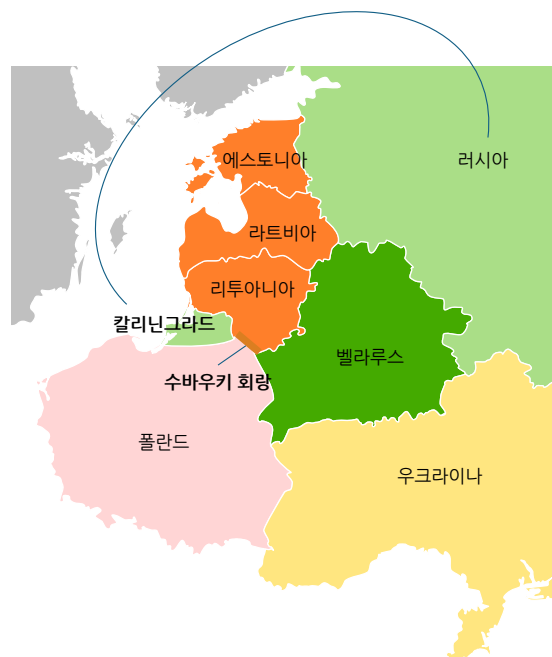 에스토니아
러시아
라트비아
리투아니아
칼리닌그라드
벨라루스
수바우키 회랑
폴란드
우크라이나